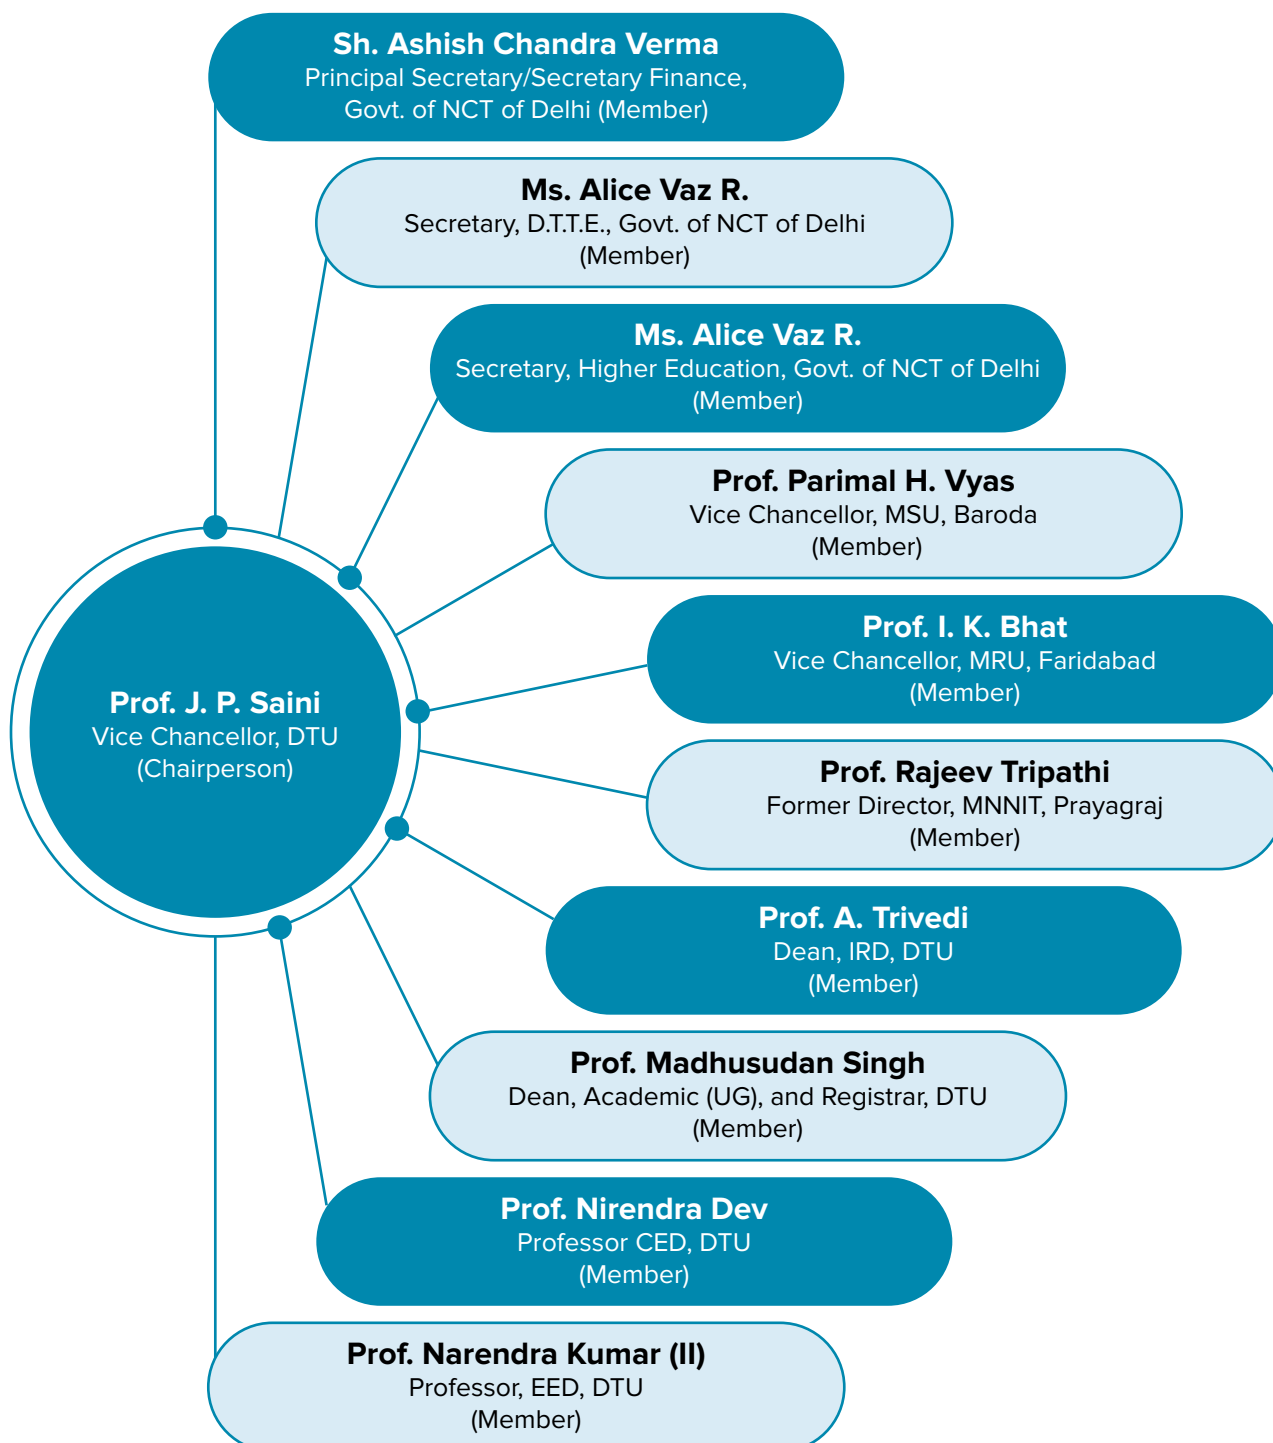 Sh. Ashish Chandra Verma
Principal Secretary/Secretary Finance,
Govt. of NCT of Delhi (Member)
Ms. Alice Vaz R.
Secretary, D.T.T.E., Govt. of NCT of Delhi
(Member)
Ms. Alice Vaz R.
Secretary, Higher Education, Govt. of NCT of Delhi
(Member)
Prof. Parimal H. Vyas
Vice Chancellor, MSU, Baroda
(Member)
Prof. I. K. Bhat
Vice Chancellor, MRU, Faridabad
(Member)
Prof. J. P. Saini
Vice Chancellor, DTU
(Chairperson)
Prof. Rajeev Tripathi
Former Director, MNNIT, Prayagraj
(Member)
Prof. A. Trivedi
Dean, IRD, DTU
(Member)
Prof. Madhusudan Singh
Dean, Academic (UG), and Registrar, DTU
(Member)
Prof. Nirendra Dev
Professor CED, DTU
(Member)
Prof. Narendra Kumar (II)
Professor, EED, DTU
(Member)